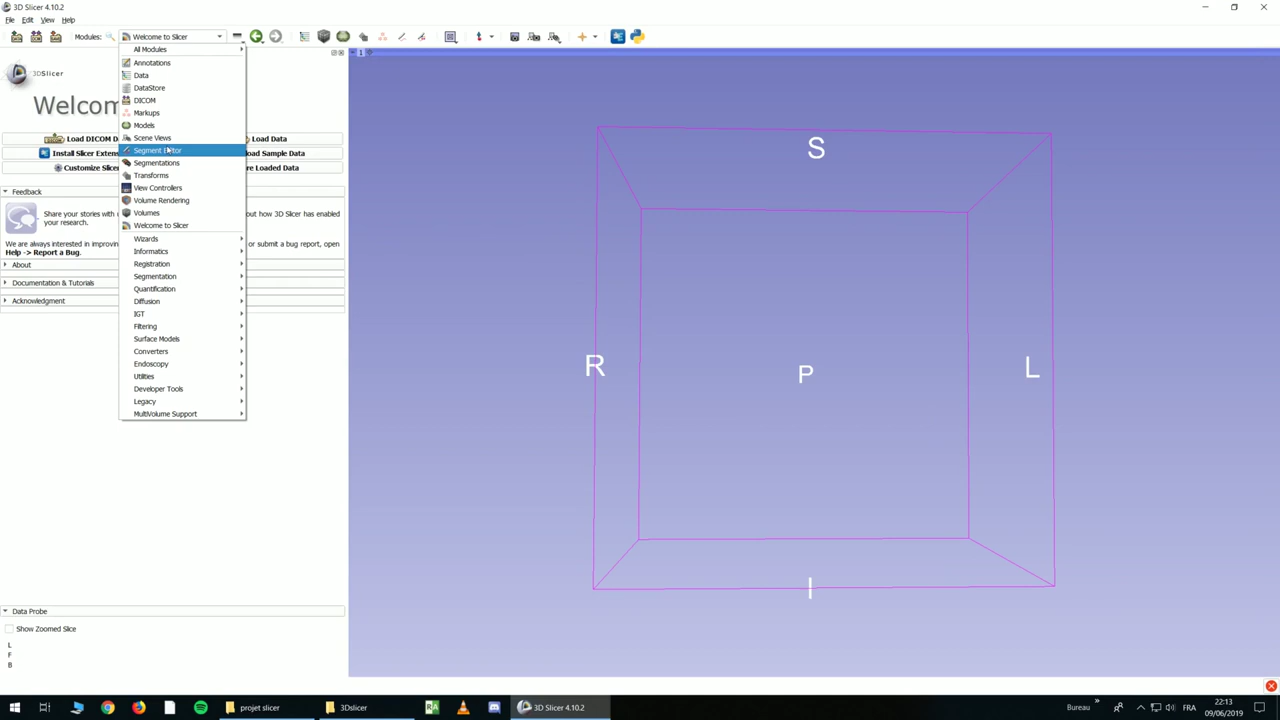 3D Slicer 4.10.2
File Edit View Help
Modules: Welcome to Slicer
1
All Modules
Annotations
Data
DataStore
DICOM
Markups
Models
Scene Views
Segment Editor
Segmentations
Transforms
View Controllers
Volume Rendering
Volumes
Welcome to Slicer
Wizards
Informatics
Registration
Segmentation
Quantification
Diffusion
IGT
Filtering
Surface Models
Converters
Endoscopy
Utilities
Developer Tools
Legacy
MultiVolume Support
3DSlicer
Welcom
Load DICOM D
Load Data
Install Slicer Exten
oad Sample Data
Customize Slicer
re Loaded Data
Feedback
Share your stories with out how 3D Slicer has enabled
your research.
We are always interested in improvin or submit a bug report, open
Help -> Report a Bug.
About
Documentation & Tutorials
Acknowledgment
S
R
P
L
I
Data Probe
Show Zoomed Slice
L
F
B
projet slicer
3Dslicer
3D Slicer 4.10.2
Bureau
FRA
22:13
09/06/2019